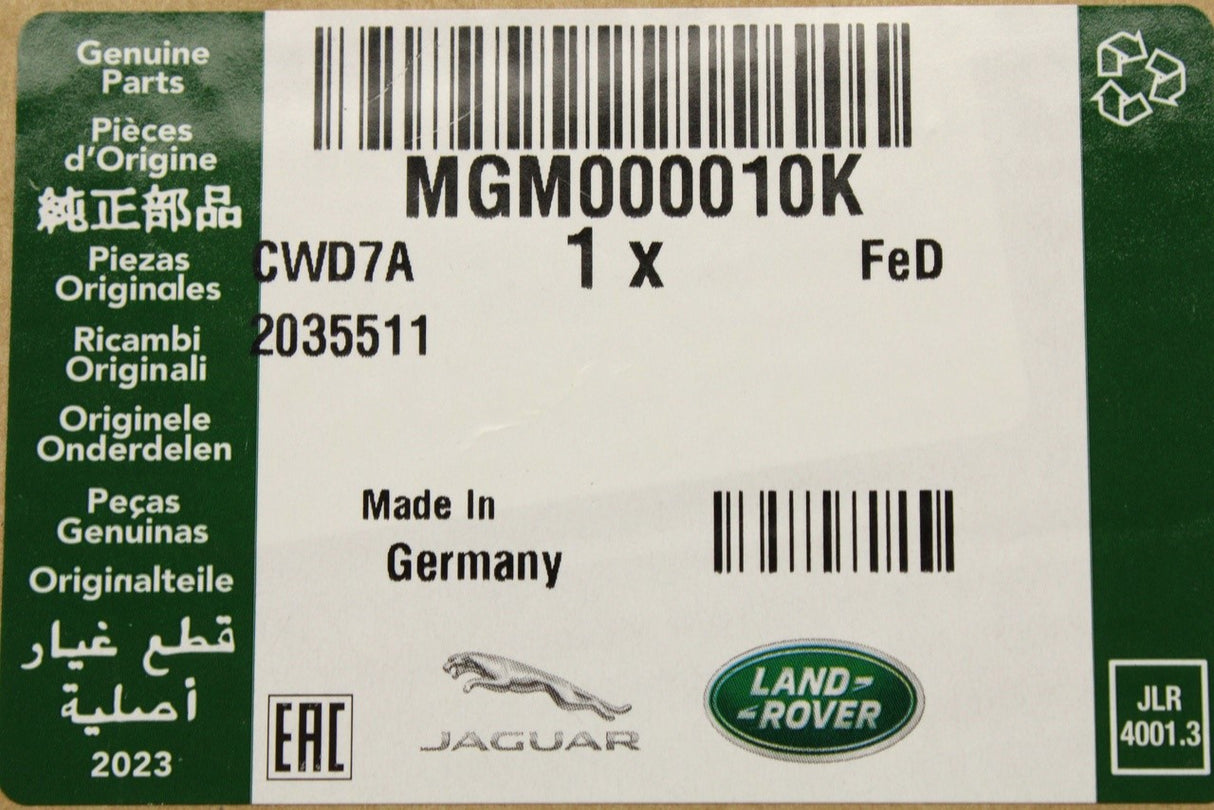 Genuine
Parts
Pièces
d'Origine
純正部品
Piezas
Originales
Ricambi
Originali
Originele
Onderdelen
Peças
Genuinas
Originalteile
قطع غيار
أصلية
2023
MGM000010K
CWD7A 1 x FeD
2035511
Made In
Germany
EAC
JAGUAR
LAND-
-ROVER
JLR
4001.3